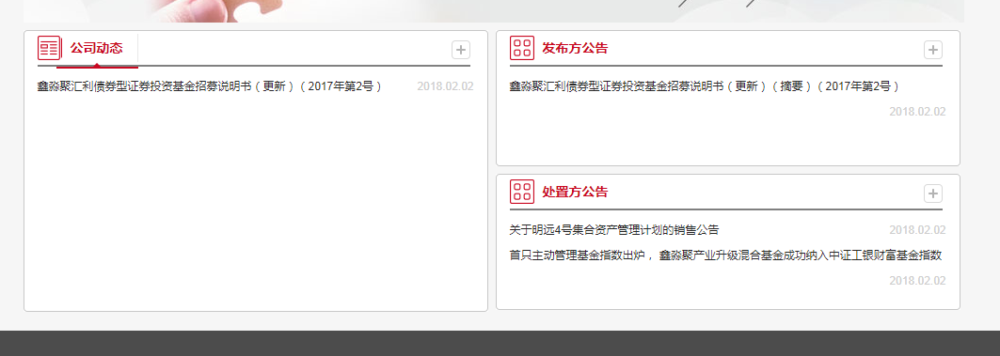 公司动态
鑫淼聚汇利债券型证券投资基金招募说明书（更新）（2017年第2号） 2018.02.02
发布方公告
鑫淼聚汇利债券型证券投资基金招募说明书（更新）（摘要）（2017年第2号）
2018.02.02
处置方公告
关于明远4号集合资产管理计划的销售公告 2018.02.02
首只主动管理基金指数出炉， 鑫淼聚产业升级混合基金成功纳入中证工银财富基金指数
2018.02.02